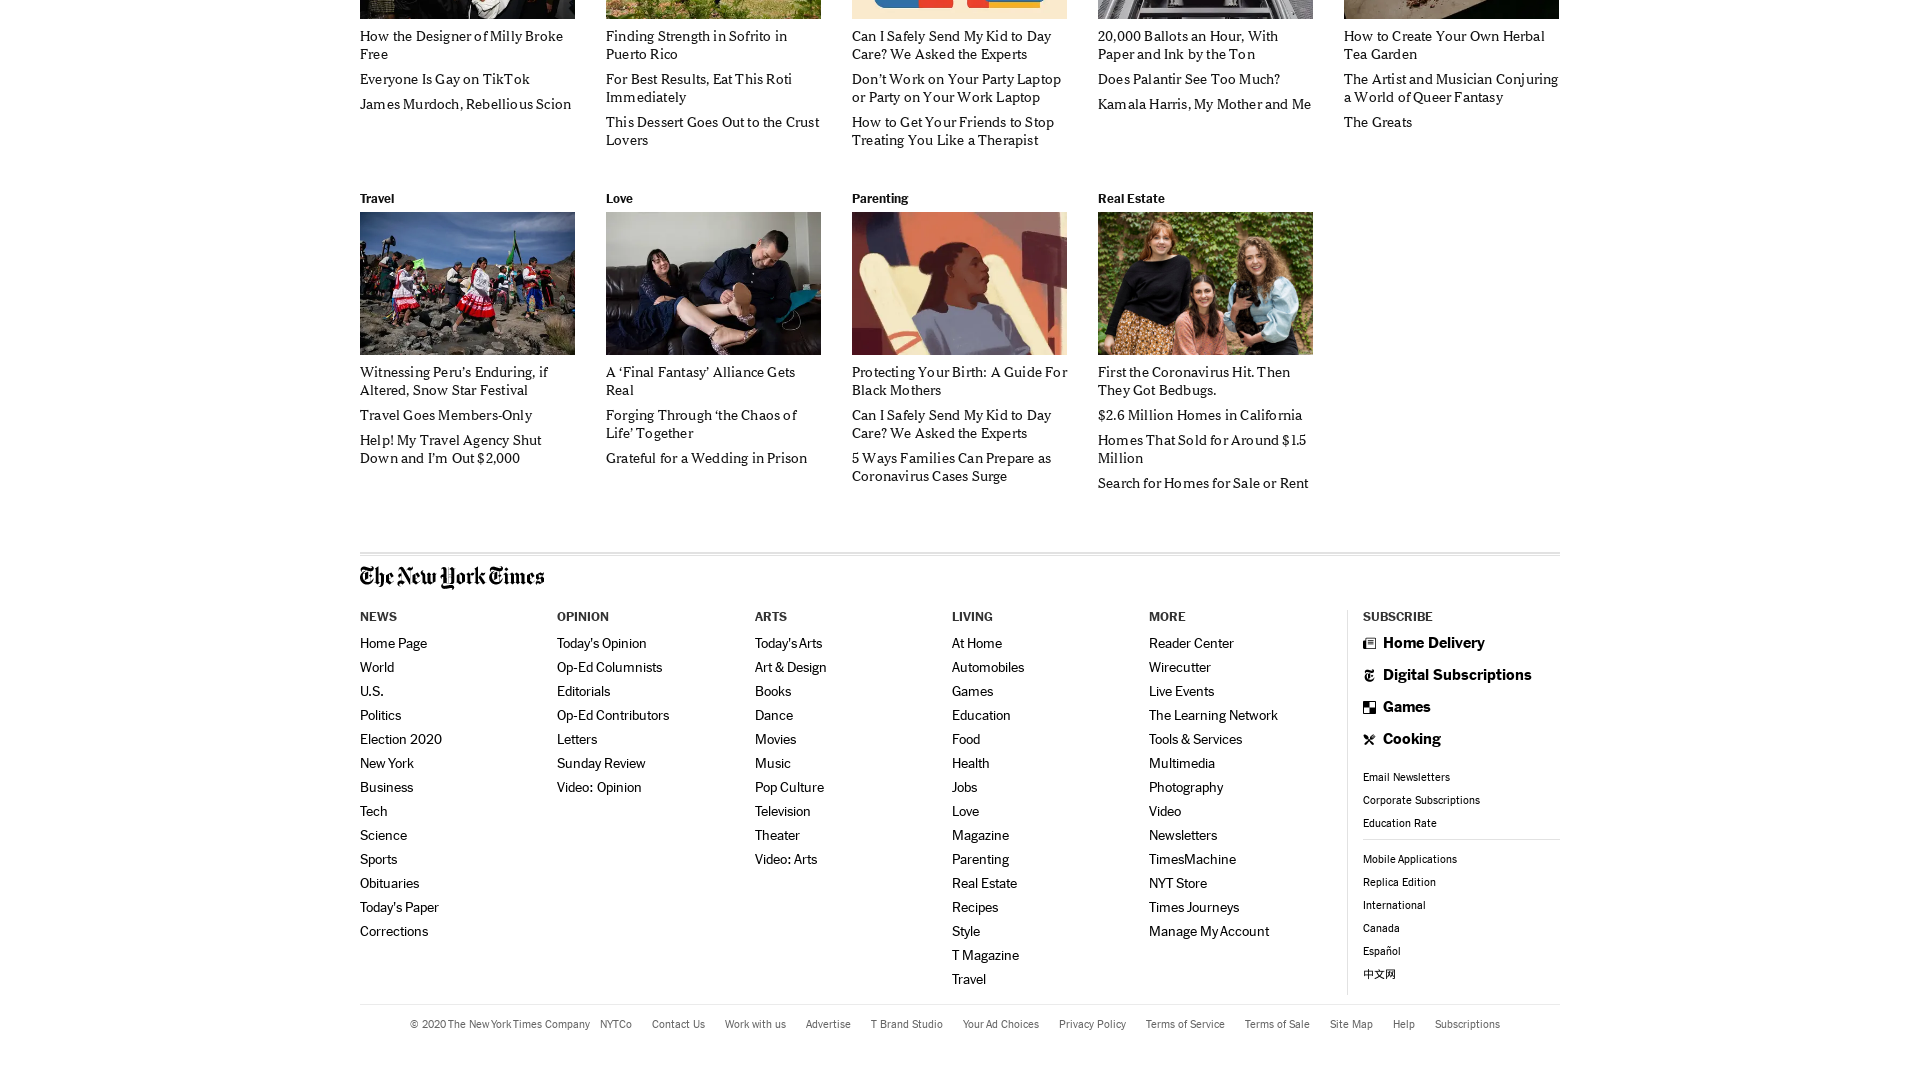 How the Designer of Milly Broke
Free
Everyone Is Gay on TikTok
James Murdoch, Rebellious Scion
Finding Strength in Sofrito in
Puerto Rico
For Best Results, Eat This Roti
Immediately
This Dessert Goes Out to the Crust
Lovers
Can I Safely Send My Kid to Day
Care? We Asked the Experts
Don’t Work on Your Party Laptop
or Party on Your Work Laptop
How to Get Your Friends to Stop
Treating You Like a Therapist
20,000 Ballots an Hour, With
Paper and Ink by the Ton
Does Palantir See Too Much?
Kamala Harris, My Mother and Me
How to Create Your Own Herbal
Tea Garden
The Artist and Musician Conjuring
a World of Queer Fantasy
The Greats
Travel
Witnessing Peru’s Enduring, if
Altered, Snow Star Festival
Travel Goes Members-Only
Help! My Travel Agency Shut
Down and I’m Out $2,000
Love
A ‘Final Fantasy’ Alliance Gets
Real
Forging Through ‘the Chaos of
Life’ Together
Grateful for a Wedding in Prison
Parenting
Protecting Your Birth: A Guide For
Black Mothers
Can I Safely Send My Kid to Day
Care? We Asked the Experts
5 Ways Families Can Prepare as
Coronavirus Cases Surge
Real Estate
First the Coronavirus Hit. Then
They Got Bedbugs.
$2.6 Million Homes in California
Homes That Sold for Around $1.5
Million
Search for Homes for Sale or Rent
The New York Times
NEWS
Home Page
World
U.S.
Politics
Election 2020
New York
Business
Tech
Science
Sports
Obituaries
Today's Paper
Corrections
OPINION
Today's Opinion
Op-Ed Columnists
Editorials
Op-Ed Contributors
Letters
Sunday Review
Video: Opinion
ARTS
Today's Arts
Art & Design
Books
Dance
Movies
Music
Pop Culture
Television
Theater
Video: Arts
LIVING
At Home
Automobiles
Games
Education
Food
Health
Jobs
Love
Magazine
Parenting
Real Estate
Recipes
Style
T Magazine
Travel
MORE
Reader Center
Wirecutter
Live Events
The Learning Network
Tools & Services
Multimedia
Photography
Video
Newsletters
TimesMachine
NYT Store
Times Journeys
Manage My Account
SUBSCRIBE
Home Delivery
Digital Subscriptions
Games
Cooking
Email Newsletters
Corporate Subscriptions
Education Rate
Mobile Applications
Replica Edition
International
Canada
Español
中文网
© 2020 The New York Times Company NYTCo Contact Us Work with us Advertise T Brand Studio Your Ad Choices Privacy Policy Terms of Service Terms of Sale Site Map Help Subscriptions